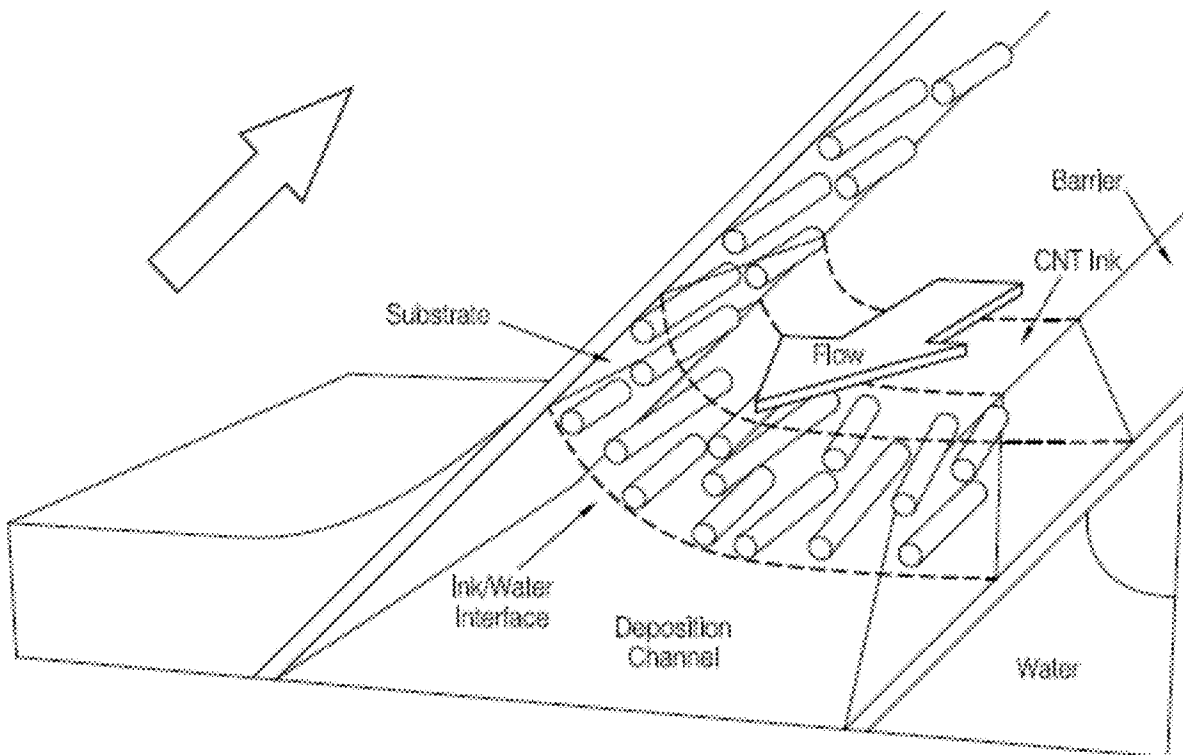 Barrier
CNT Ink
Substrate
Flow
Ink/Water
Interface
Deposition
Channel
Water